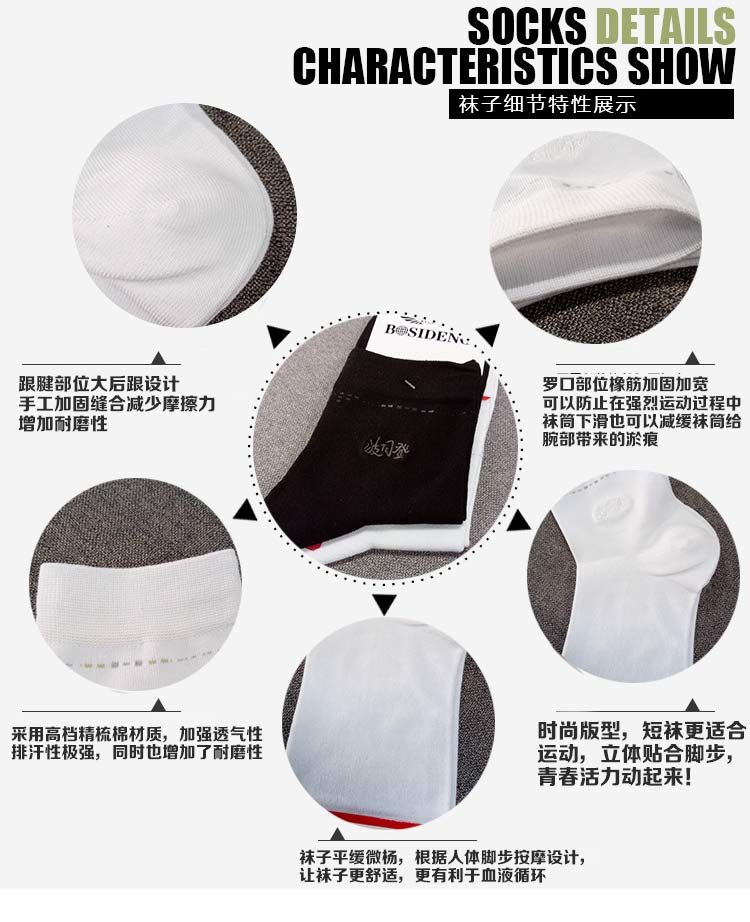 SOCKS DETAILS
CHARACTERISTICS SHOW
袜子细节特性展示
BOSIDENG
波司登
跟腱部位大后跟设计
手工加固缝合减少摩擦力
增加耐磨性
罗口部位橡筋加固加宽
可以防止在强烈运动过程中
袜筒下滑也可以减缓袜筒给
腕部带来的淤痕
采用高档精梳棉材质，加强透气性
排汗性极强，同时也增加了耐磨性
时尚版型，短袜更适合
运动，立体贴合脚步，
青春活力动起来！
袜子平缓微杨，根据人体脚步按摩设计，
让袜子更舒适，更有利于血液循环